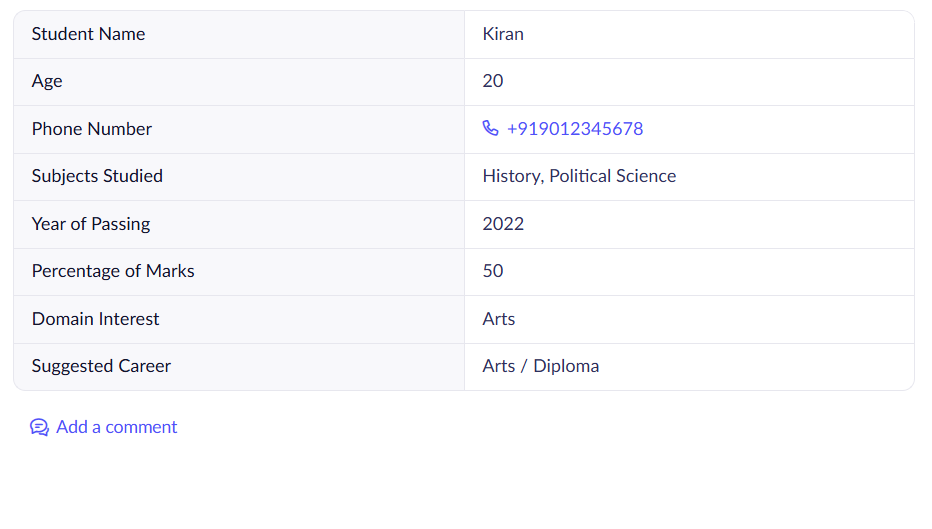 Student Name Kiran
Age 20
Phone Number +919012345678
Subjects Studied History, Political Science
Year of Passing 2022
Percentage of Marks 50
Domain Interest Arts
Suggested Career Arts / Diploma
Add a comment